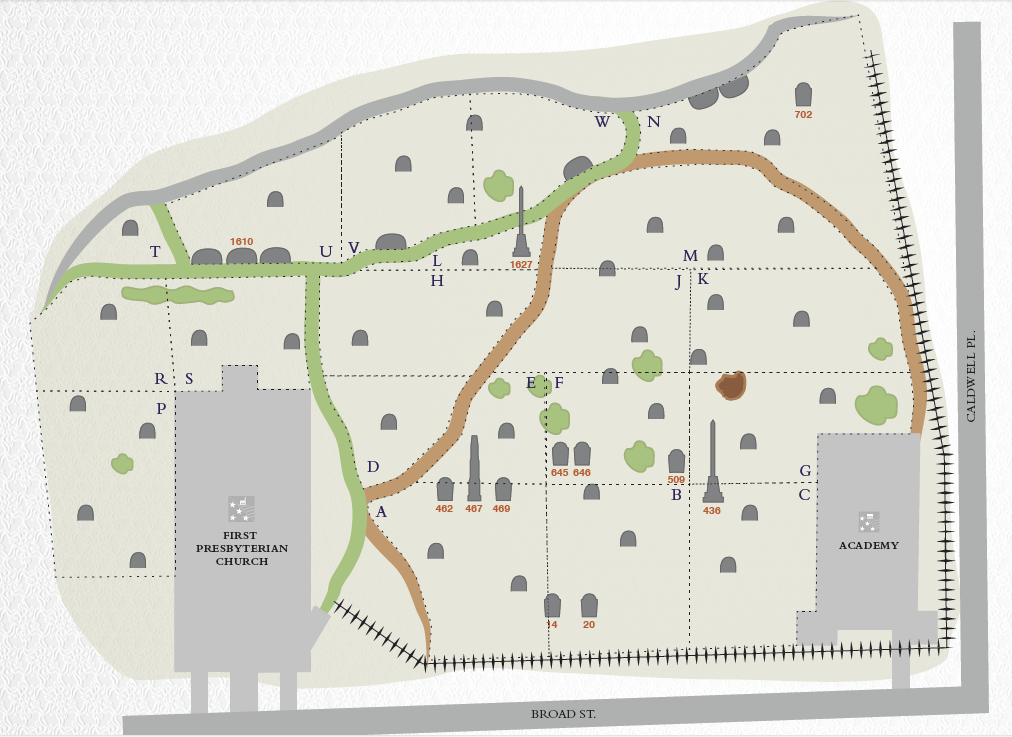 702
W N
T
1610
U V
L
H
1627
M
J K
R S
P
E F
D
645 646
509
G
462 467 469
A
B
436
C
FIRST
PRESBYTERIAN
CHURCH
ACADEMY
14 20
BROAD ST.
CALDWELL PL.